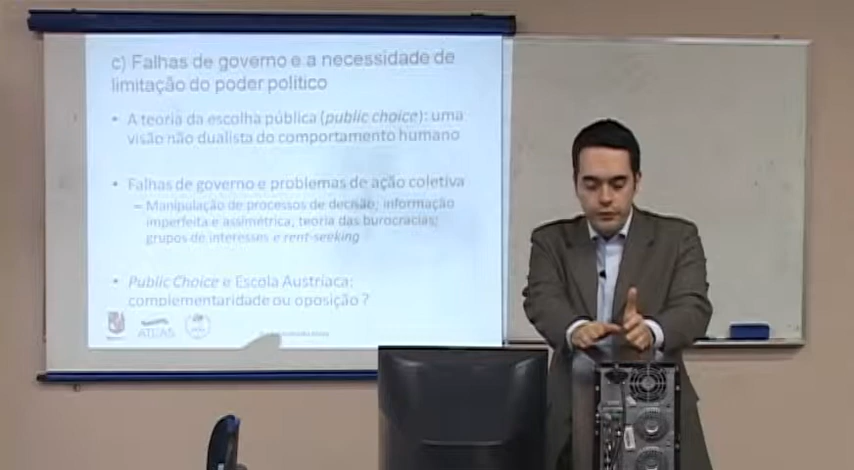 c) Falhas de governo e a necessidade de
limitação do poder político
• A teoria da escolha pública (public choice): uma
visão não dualista do comportamento humano
• Falhas de governo e problemas de ação coletiva
– Manipulação de processos de decisão; informação
imperfeita e assimétrica; teoria das burocracias;
grupos de interesses e rent-seeking
• Public Choice e Escola Austríaca:
complementaridade ou oposição ?
ATLAS